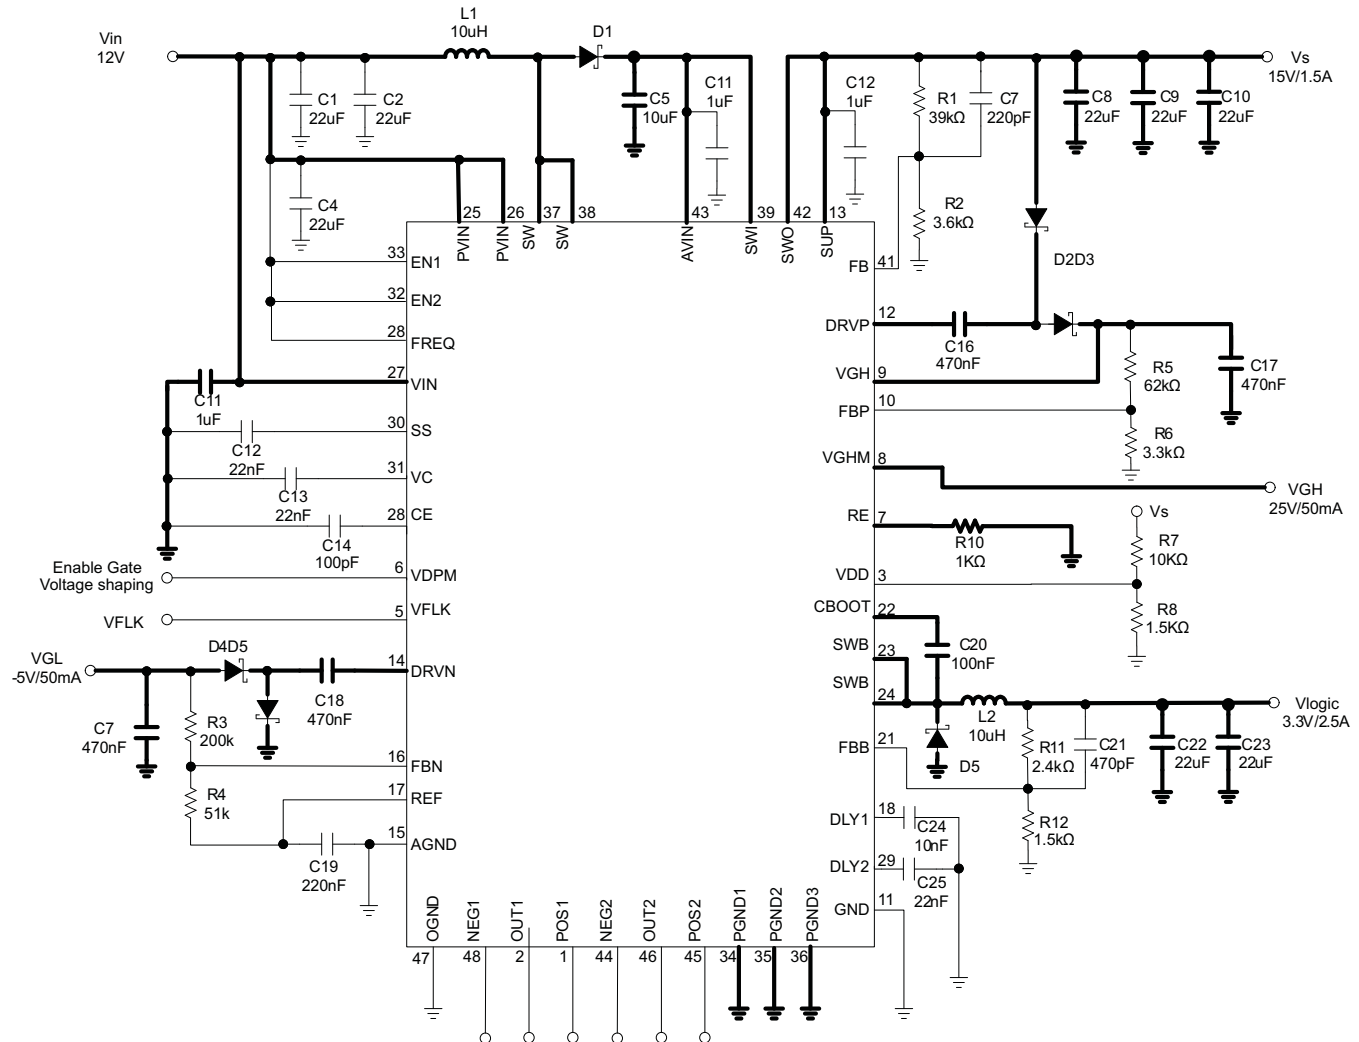 Vin
12V
L1
10uH
D1
C1
22uF
C2
22uF
C5
10uF
C11
1uF
C12
1uF
R1
39kΩ
C7
220pF
C8
22uF
C9
22uF
C10
22uF
Vs
15V/1.5A
C4
22uF
R2
3.6kΩ
D2D3
25
26
37
38
43
39
42
13
PVIN
PVIN
SW
SW
AVIN
SWI
SWO
SUP
33
EN1
32
EN2
28
FREQ
27
VIN
C11
1uF
30
SS
C12
22nF
31
VC
C13
22nF
28
CE
C14
100pF
Enable Gate
Voltage shaping
6
VDPM
VFLK
5
VFLK
VGL
-5V/50mA
D4D5
14
DRVN
C18
470nF
C7
470nF
R3
200k
16
FBN
17
REF
R4
51k
15
AGND
C19
220nF
FB
41
DRVP
12
C16
470nF
VGH
9
R5
62kΩ
C17
470nF
FBP
10
R6
3.3kΩ
VGHM
8
VGH
25V/50mA
RE
7
R10
1KΩ
Vs
R7
10KΩ
VDD
3
R8
1.5KΩ
CBOOT
22
C20
100nF
SWB
23
SWB
24
L2
10uH
Vlogic
3.3V/2.5A
FBB
21
D5
R11
2.4kΩ
C21
470pF
C22
22uF
C23
22uF
R12
1.5kΩ
DLY1
18
C24
10nF
DLY2
29
C25
22nF
GND
11
OGND
NEG1
OUT1
POS1
NEG2
OUT2
POS2
PGND1
PGND2
PGND3
47
48
2
1
44
46
45
34
35
36